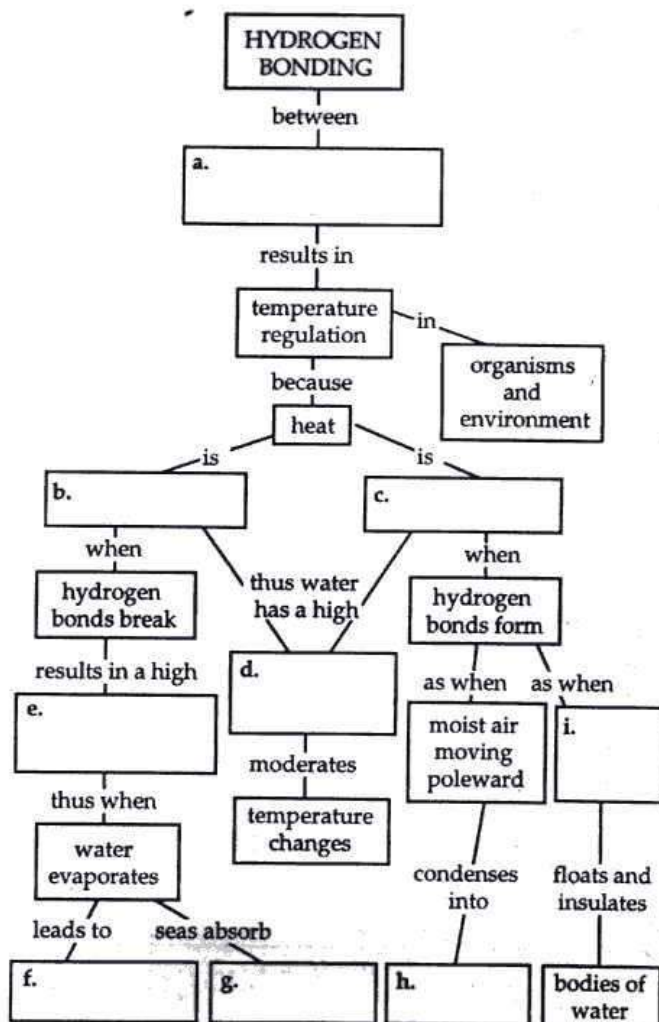 HYDROGEN
BONDING
between
a.
results in
temperature
regulation
in
organisms
and
environment
because
heat
is
is
b.
c.
when
hydrogen
bonds break
thus water
has a high
when
hydrogen
bonds form
results in a high
e.
d.
as when
as when
moist air
moving
poleward
i.
moderates
temperature
changes
thus when
water
evaporates
condenses
into
floats and
insulates
leads to
seas absorb
f.
g.
h.
bodies of
water